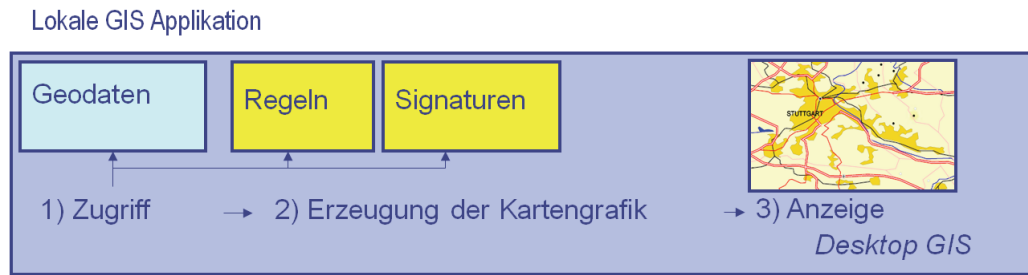 Lokale GIS Applikation
Geodaten
Regeln
Signaturen
STUTTGART
1) Zugriff
2) Erzeugung der Kartengrafik
3) Anzeige
Desktop GIS